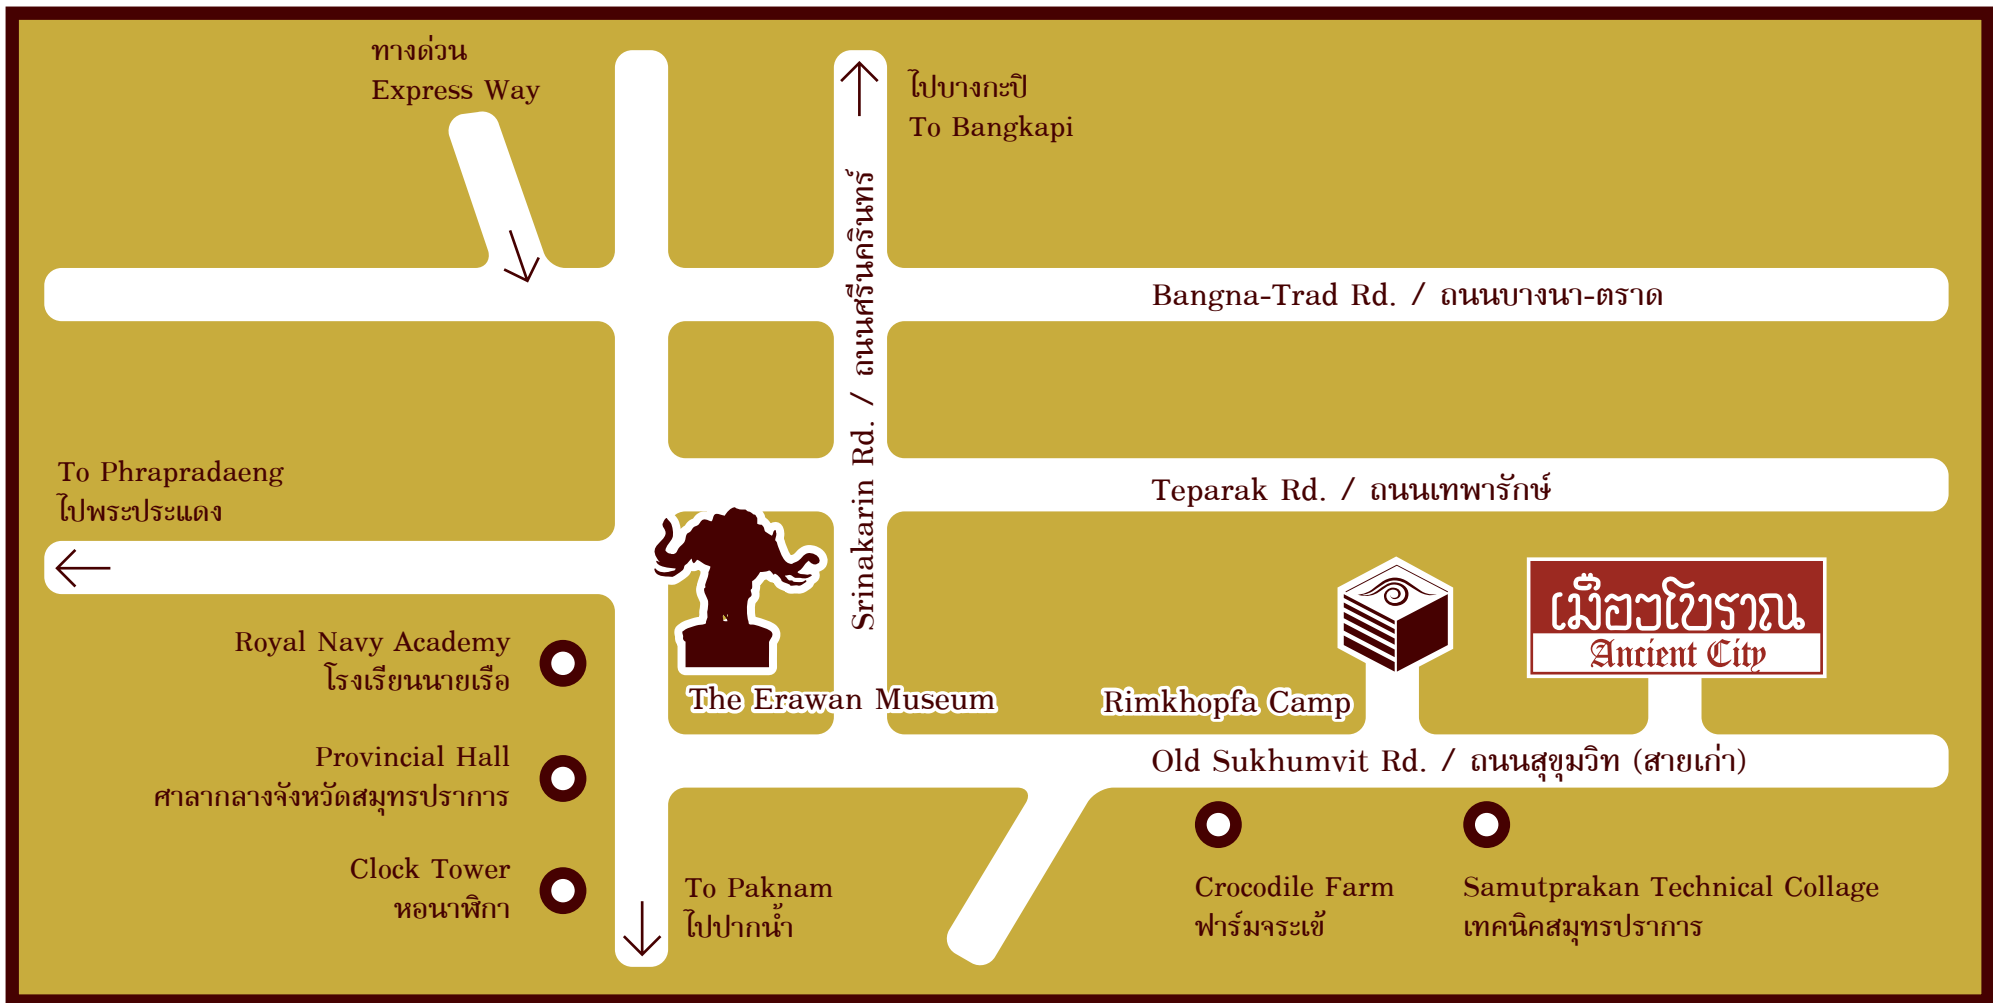 ทางด่วน
Express Way
ไปบางกะปิ
To Bangkapi
Srinakarin Rd. / ถนนศรีนครินทร์
Bangna-Trad Rd. / ถนนบางนา-ตราด
To Phrapradaeng
ไปพระประแดง
Teparak Rd. / ถนนเทพารักษ์
เมืองโบราณ
Ancient City
Royal Navy Academy
โรงเรียนนายเรือ
The Erawan Museum
Rimkhopfa Camp
Provincial Hall
ศาลากลางจังหวัดสมุทรปราการ
Old Sukhumvit Rd. / ถนนสุขุมวิท (สายเก่า)
Clock Tower
หอนาฬิกา
To Paknam
ไปปากน้ำ
Crocodile Farm
ฟาร์มจระเข้
Samutprakan Technical Collage
เทคนิคสมุทรปราการ